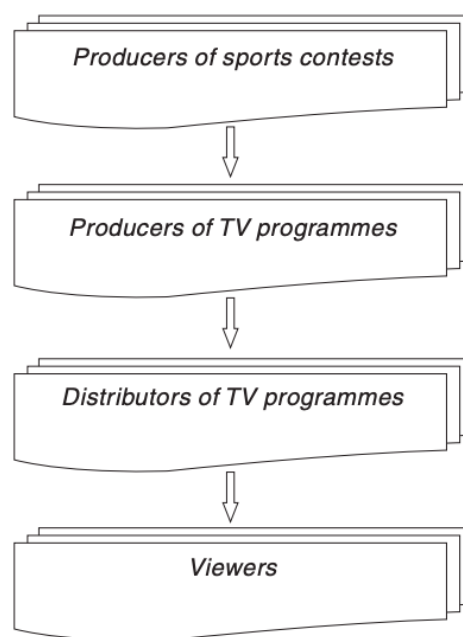 Producers of sports contests
Producers of TV programmes
Distributors of TV programmes
Viewers